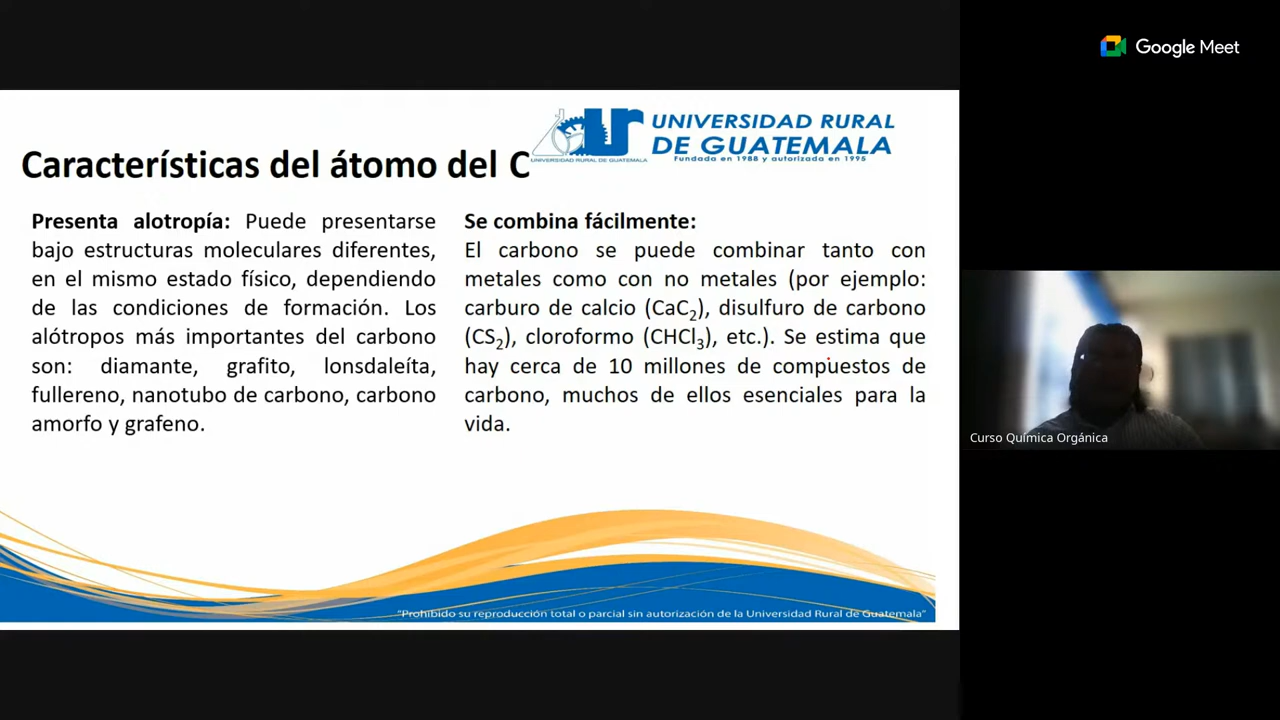 Google Meet
UNIVERSIDAD RURAL
DE GUATEMALA
Fundada en 1988 y autorizada en 1995
UNIVERSIDAD RURAL DE GUATEMALA
Características del átomo del C
Presenta alotropía: Puede presentarse
bajo estructuras moleculares diferentes,
en el mismo estado físico, dependiendo
de las condiciones de formación. Los
alótropos más importantes del carbono
son: diamante, grafito, lonsdaleíta,
fullereno, nanotubo de carbono, carbono
amorfo y grafeno.
Se combina fácilmente:
El carbono se puede combinar tanto con
metales como con no metales (por ejemplo:
carburo de calcio (CaC₂), disulfuro de carbono
(CS₂), cloroformo (CHCl₃), etc.). Se estima que
hay cerca de 10 millones de compuestos de
carbono, muchos de ellos esenciales para la
vida.
"Prohibido su reproducción total o parcial sin autorización de la Universidad Rural de Guatemala"
Curso Química Orgánica